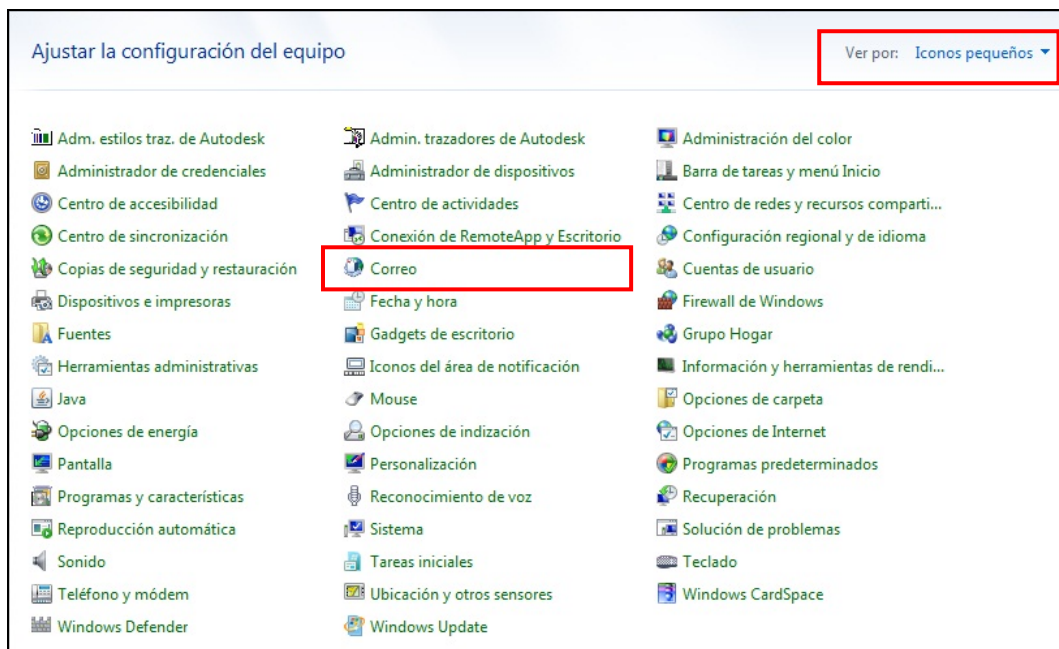 Ajustar la configuración del equipo
Ver por: Iconos pequeños
Adm. estilos traz. de Autodesk
Admin. trazadores de Autodesk
Administración del color
Administrador de credenciales
Administrador de dispositivos
Barra de tareas y menú Inicio
Centro de accesibilidad
Centro de actividades
Centro de redes y recursos comparti...
Centro de sincronización
Conexión de RemoteApp y Escritorio
Configuración regional y de idioma
Copias de seguridad y restauración
Correo
Cuentas de usuario
Dispositivos e impresoras
Fecha y hora
Firewall de Windows
Fuentes
Gadgets de escritorio
Grupo Hogar
Herramientas administrativas
Iconos del área de notificación
Información y herramientas de rendi...
Java
Mouse
Opciones de carpeta
Opciones de energía
Opciones de indización
Opciones de Internet
Pantalla
Personalización
Programas predeterminados
Programas y características
Reconocimiento de voz
Recuperación
Reproducción automática
Sistema
Solución de problemas
Sonido
Tareas iniciales
Teclado
Teléfono y módem
Ubicación y otros sensores
Windows CardSpace
Windows Defender
Windows Update